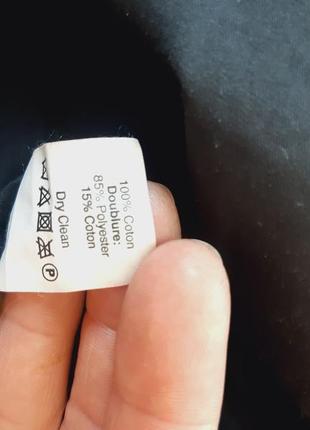 100% Coton
Doublure:
85% Polyester
15% Coton
Dry Clean
P